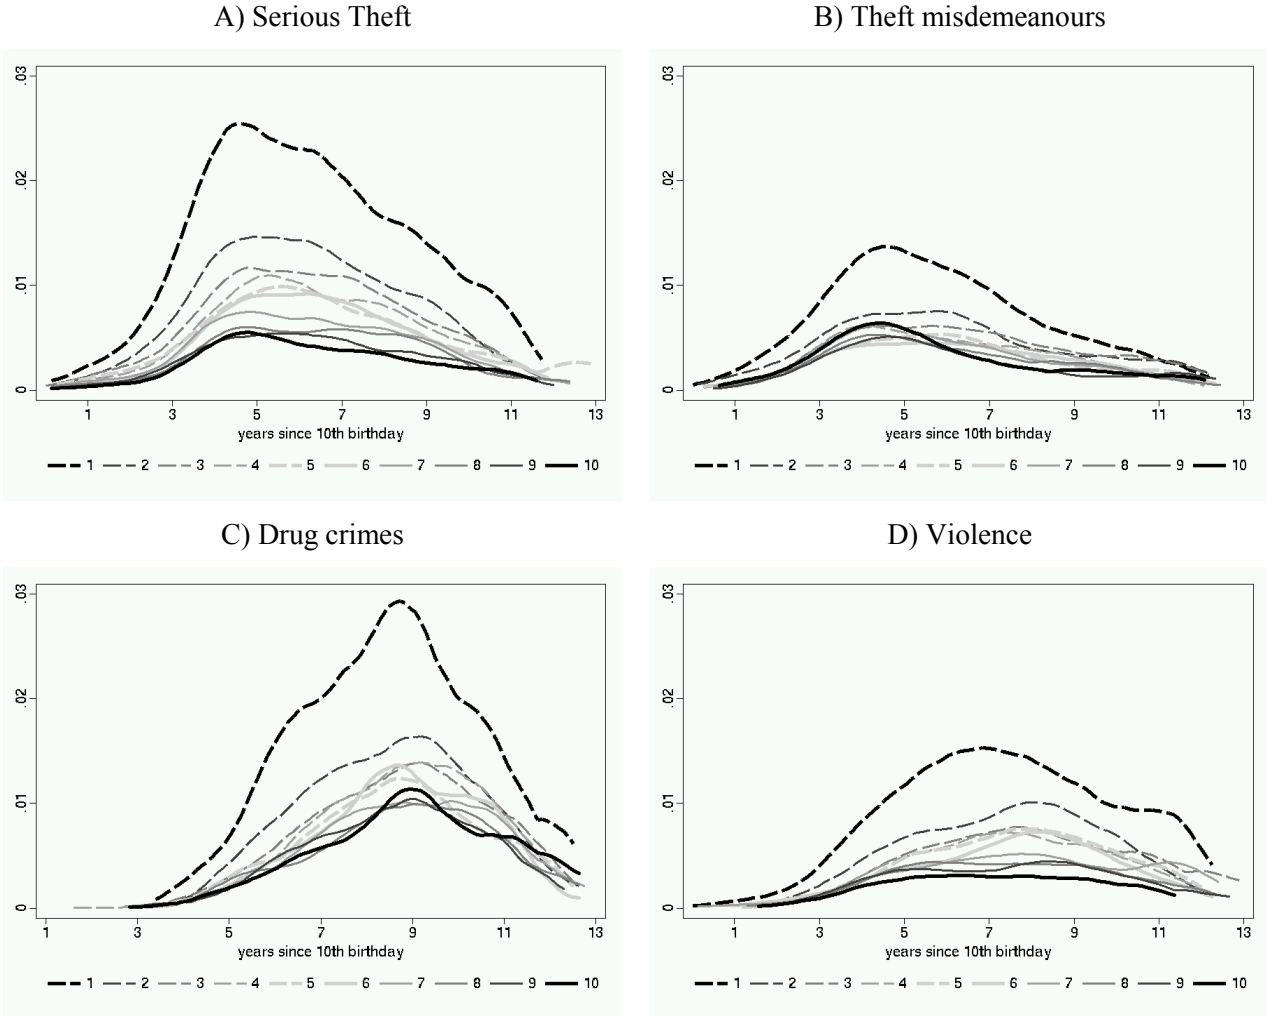 A) Serious Theft
B) Theft misdemeanours
.03
.02
.01
0
1 3 5 7 9 11 13
years since 10th birthday
1 2 3 4 5 6 7 8 9 10
.03
.02
.01
0
1 3 5 7 9 11 13
years since 10th birthday
1 2 3 4 5 6 7 8 9 10
C) Drug crimes
D) Violence
.03
.02
.01
0
1 3 5 7 9 11 13
years since 10th birthday
1 2 3 4 5 6 7 8 9 10
.03
.02
.01
0
1 3 5 7 9 11 13
years since 10th birthday
1 2 3 4 5 6 7 8 9 10